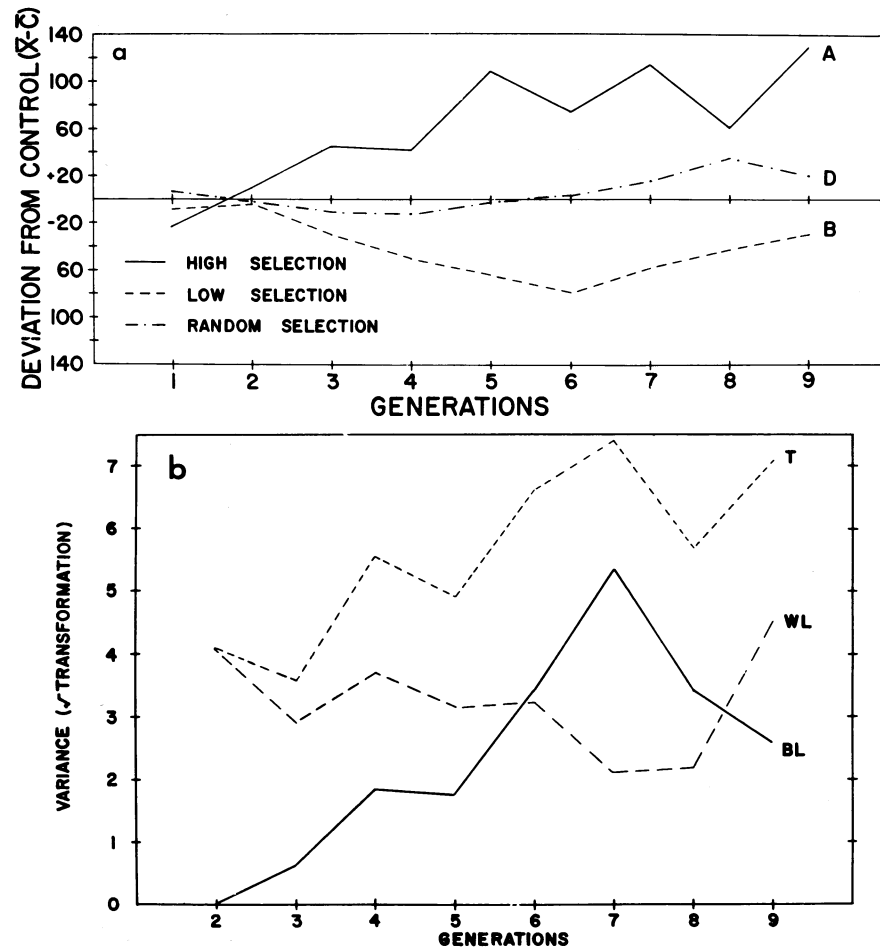 DEVIATION FROM CONTROL (X̄-C̄)
a
140
100
60
+20
-20
60
100
140
A
D
B
HIGH SELECTION
LOW SELECTION
RANDOM SELECTION
1 2 3 4 5 6 7 8 9
GENERATIONS
b
VARIANCE (√TRANSFORMATION)
7
6
5
4
3
2
1
0
T
WL
BL
2 3 4 5 6 7 8 9
GENERATIONS